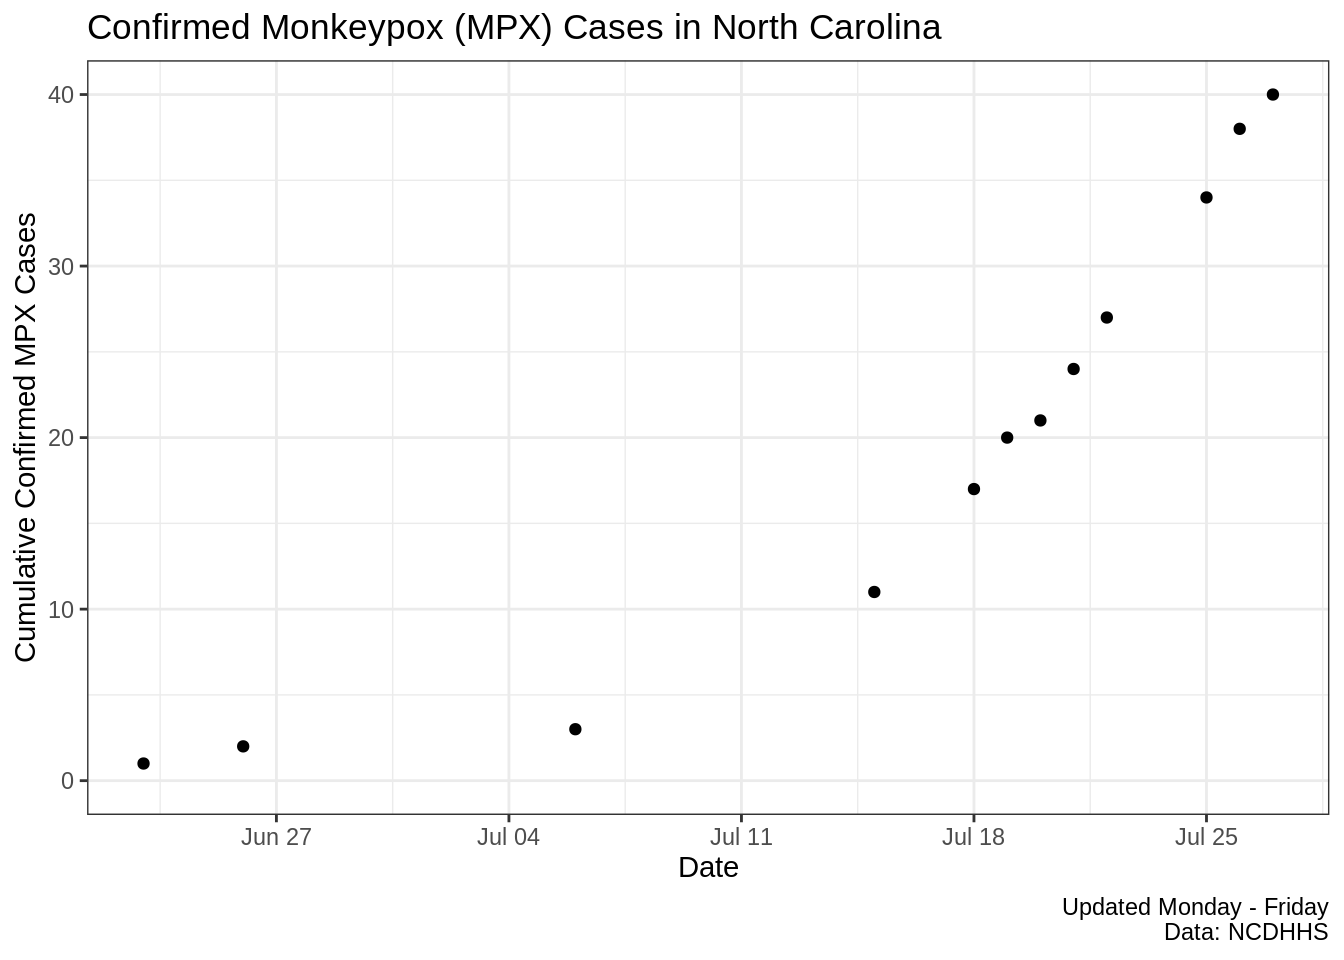 Confirmed Monkeypox (MPX) Cases in North Carolina
Cumulative Confirmed MPX Cases
40
30
20
10
0
Jun 27
Jul 04
Jul 11
Jul 18
Jul 25
Date
Updated Monday - Friday
Data: NCDHHS